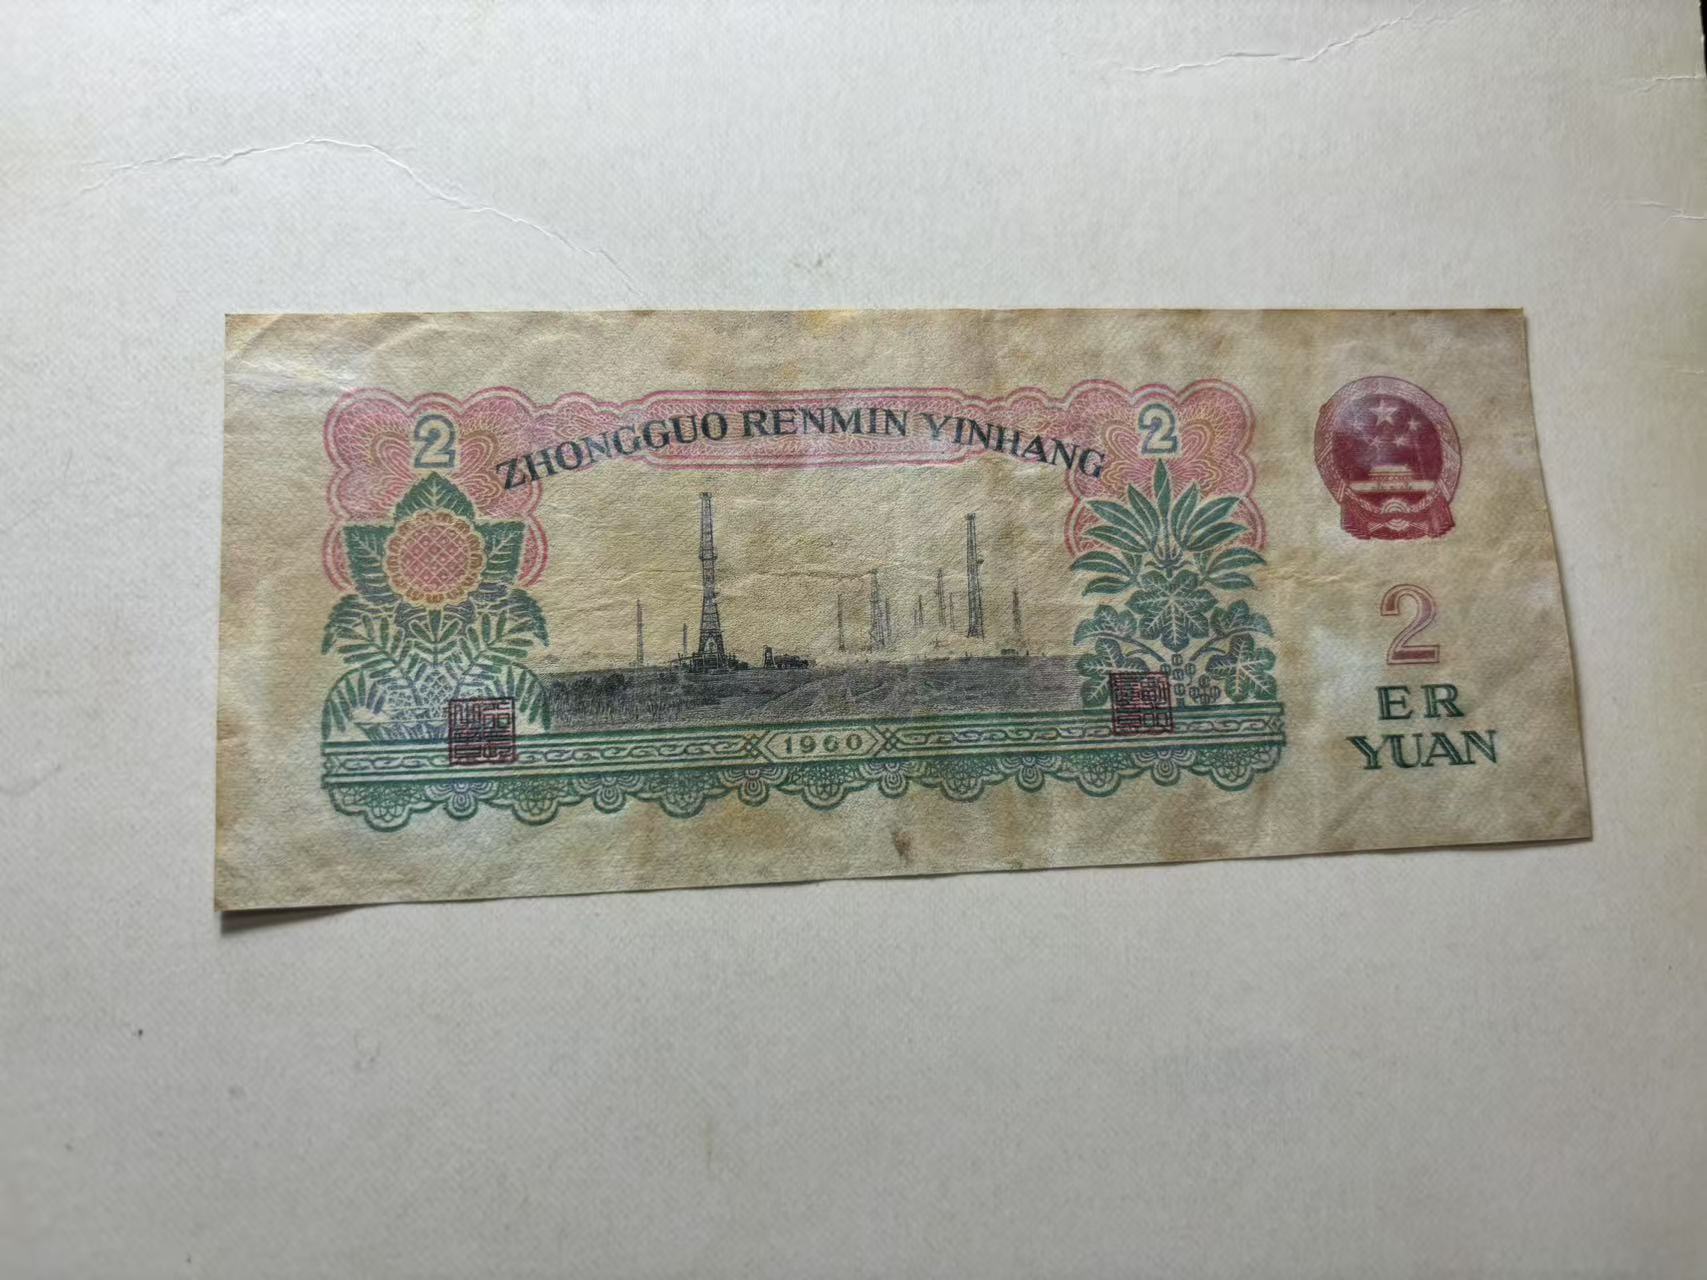 2
ZHONGGUO RENMIN YINHANG
2
1960
2
ER
YUAN